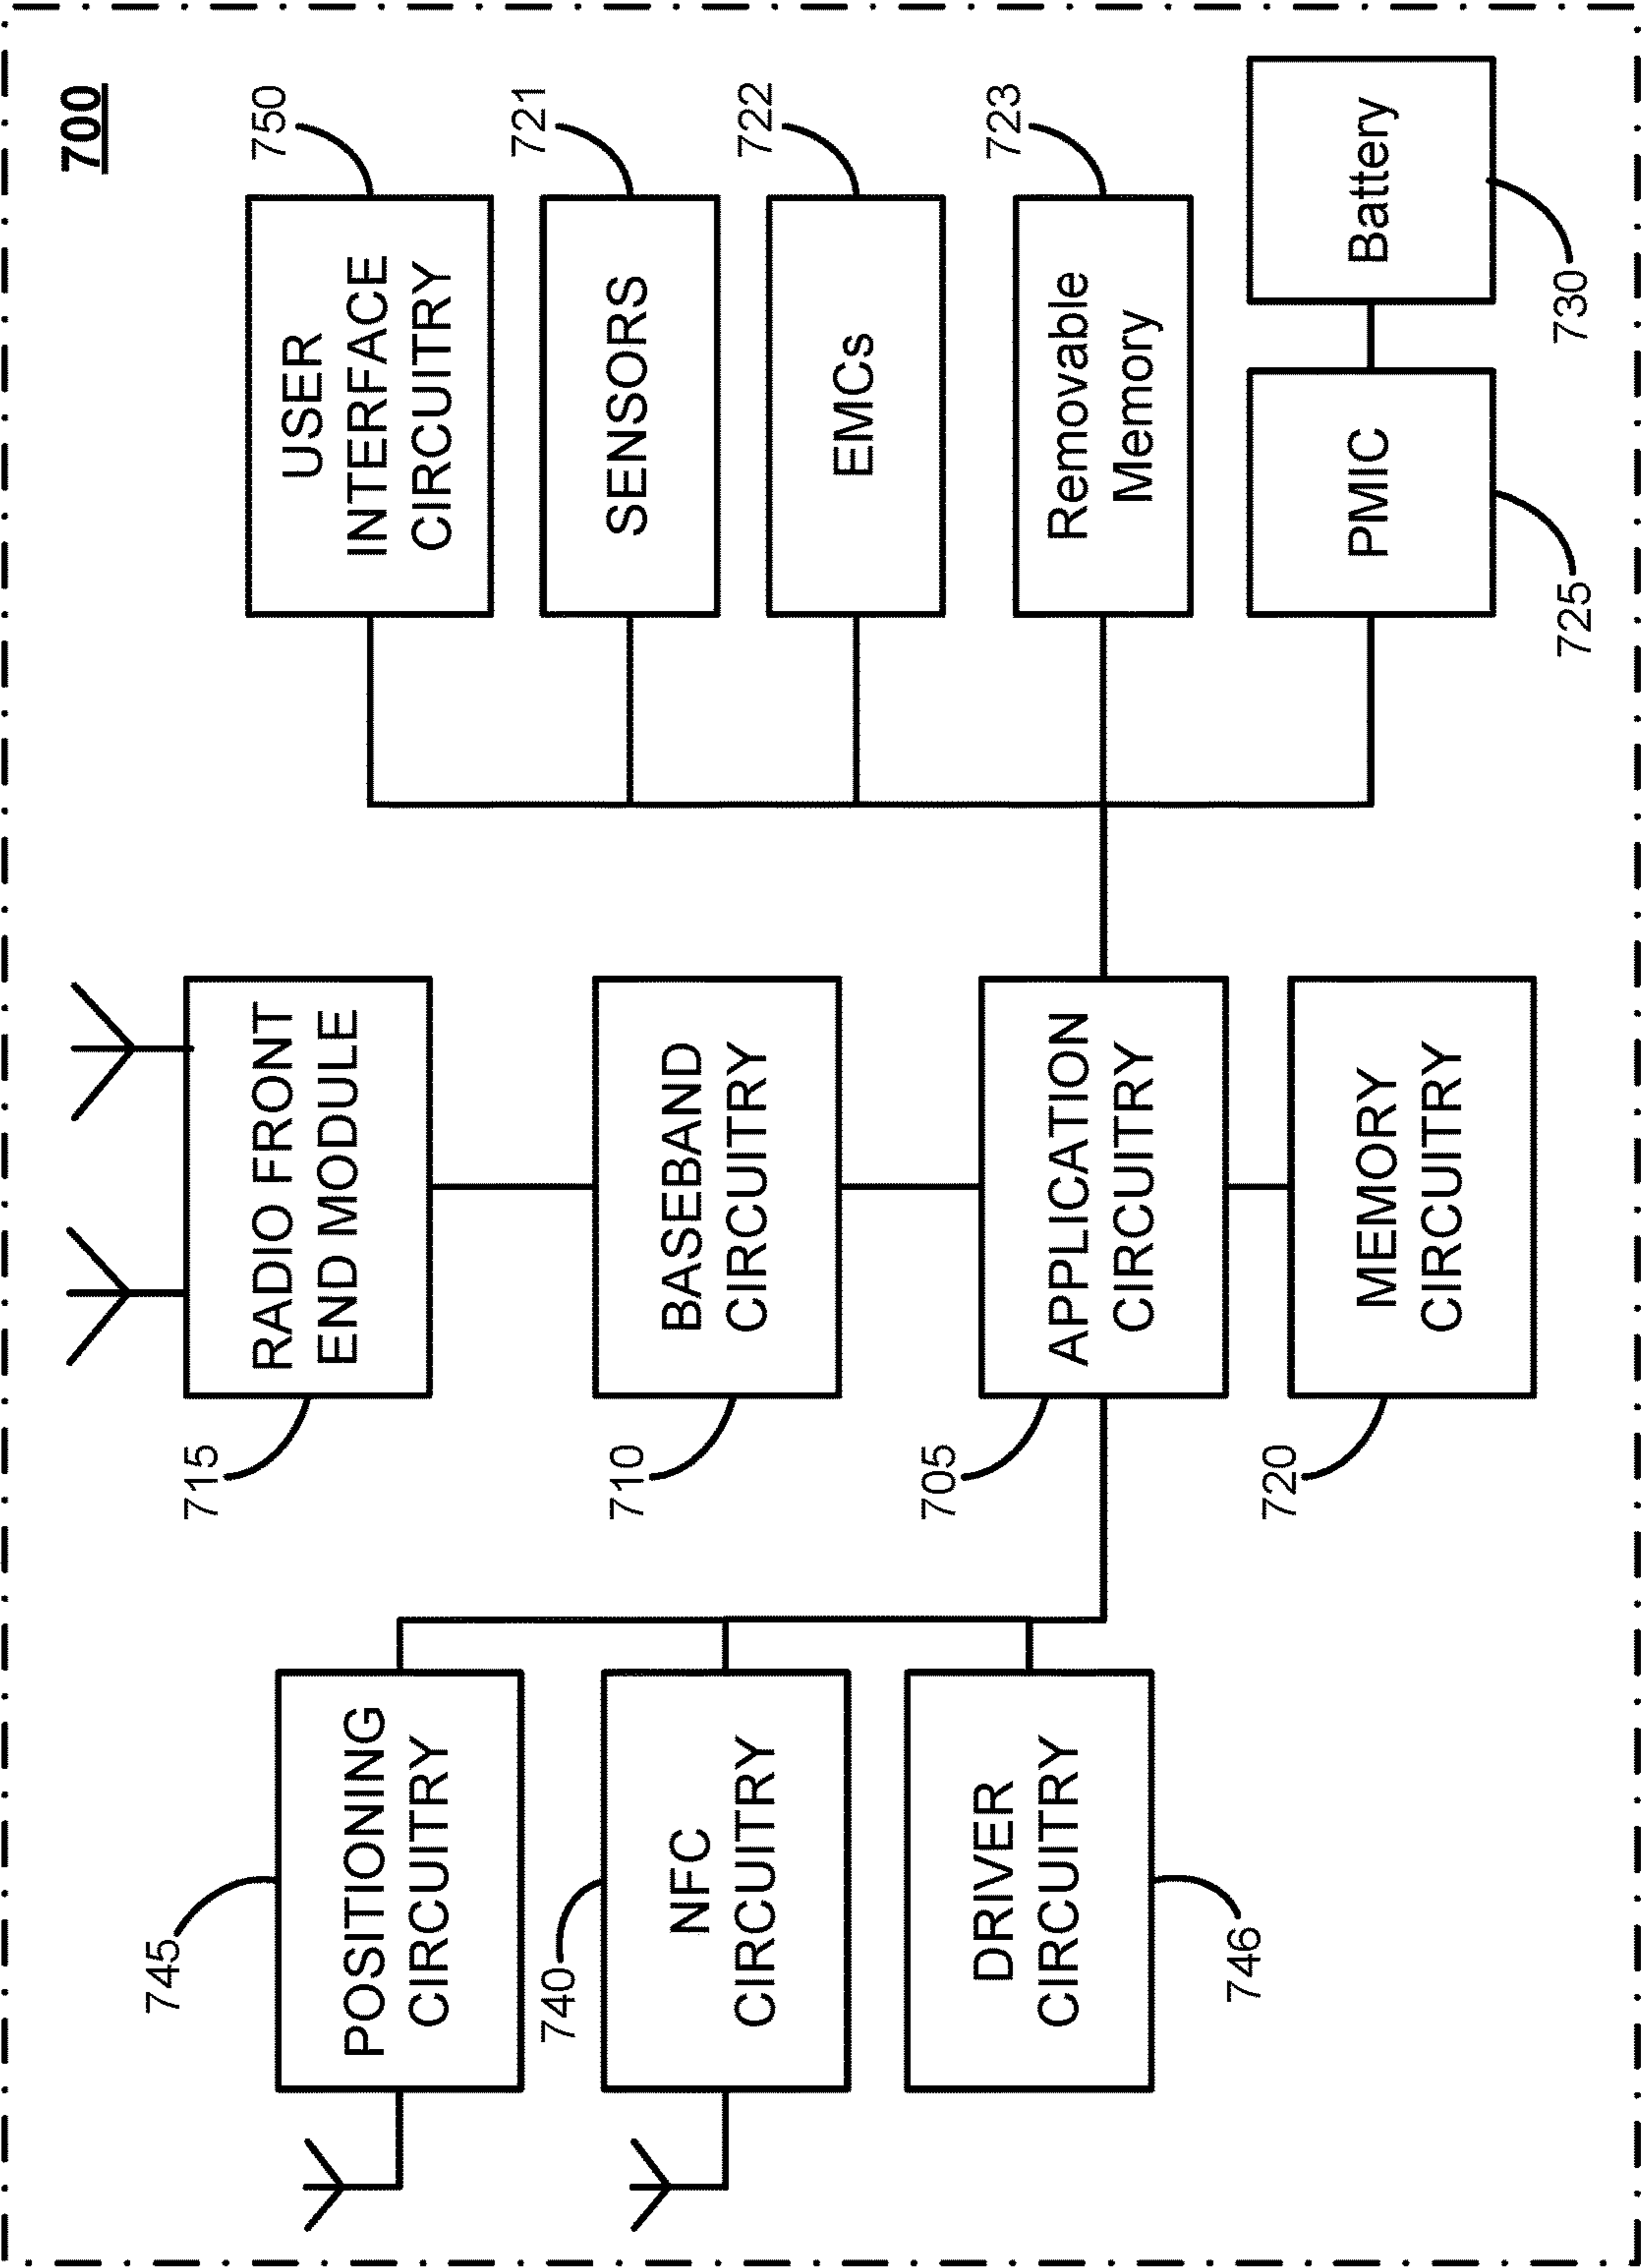 700
745
POSITIONING
CIRCUITRY
740
NFC
CIRCUITRY
DRIVER
CIRCUITRY
746
715
RADIO FRONT
END MODULE
710
BASEBAND
CIRCUITRY
705
APPLICATION
CIRCUITRY
720
MEMORY
CIRCUITRY
750
USER
INTERFACE
CIRCUITRY
721
SENSORS
722
EMCs
723
Removable
Memory
PMIC
725
Battery
730